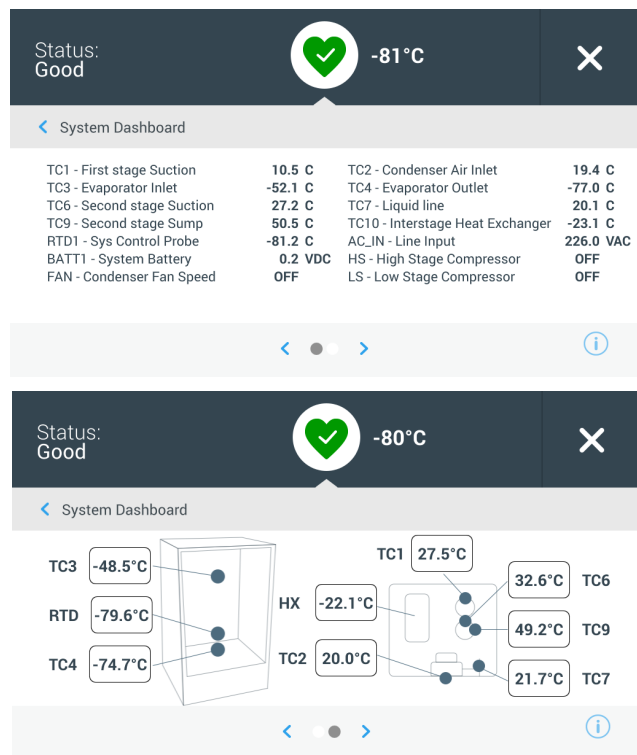 Status:
Good
-81°C
System Dashboard
TC1 - First stage Suction 10.5 C TC2 - Condenser Air Inlet 19.4 C
TC3 - Evaporator Inlet -52.1 C TC4 - Evaporator Outlet -77.0 C
TC6 - Second stage Suction 27.2 C TC7 - Liquid line 20.1 C
TC9 - Second stage Sump 50.5 C TC10 - Interstage Heat Exchanger -23.1 C
RTD1 - Sys Control Probe -81.2 C AC_IN - Line Input 226.0 VAC
BATT1 - System Battery 0.2 VDC HS - High Stage Compressor OFF
FAN - Condenser Fan Speed OFF LS - Low Stage Compressor OFF
i
Status:
Good
-80°C
System Dashboard
TC3 -48.5°C
RTD -79.6°C
TC4 -74.7°C
TC1 27.5°C
HX -22.1°C
TC2 20.0°C
32.6°C TC6
49.2°C TC9
21.7°C TC7
i